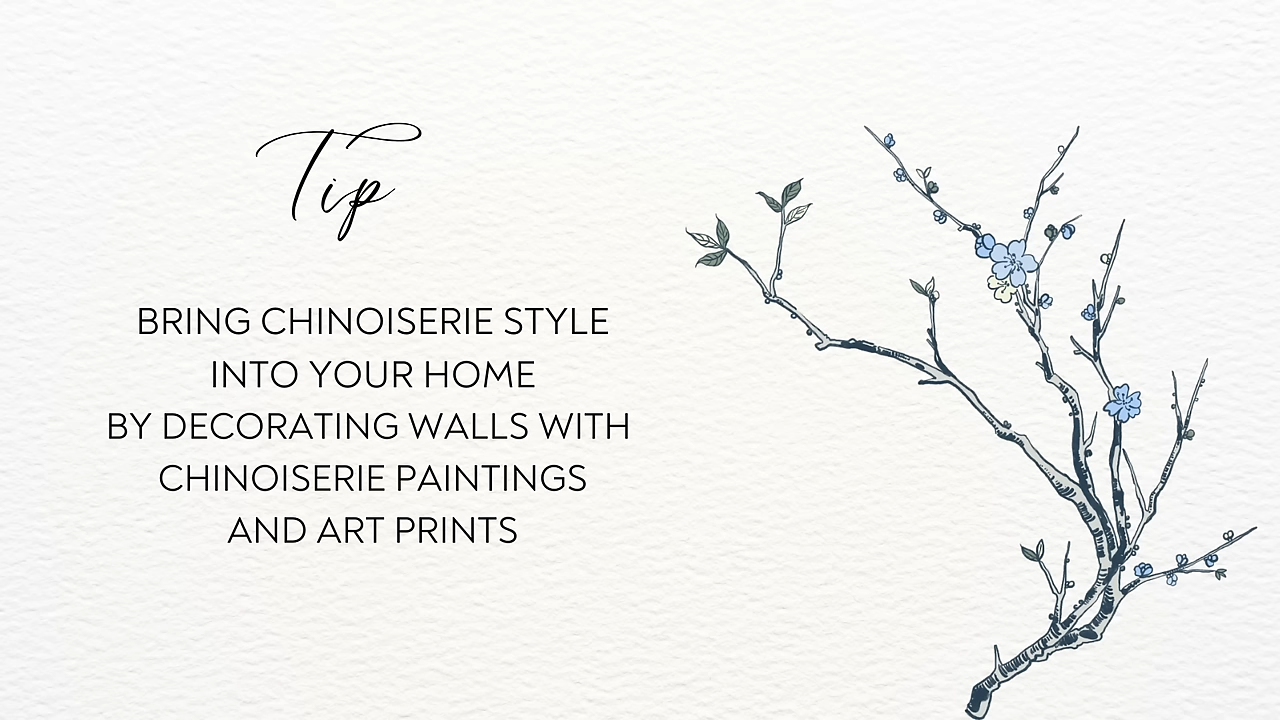 Tip
BRING CHINOISERIE STYLE
INTO YOUR HOME
BY DECORATING WALLS WITH
CHINOISERIE PAINTINGS
AND ART PRINTS